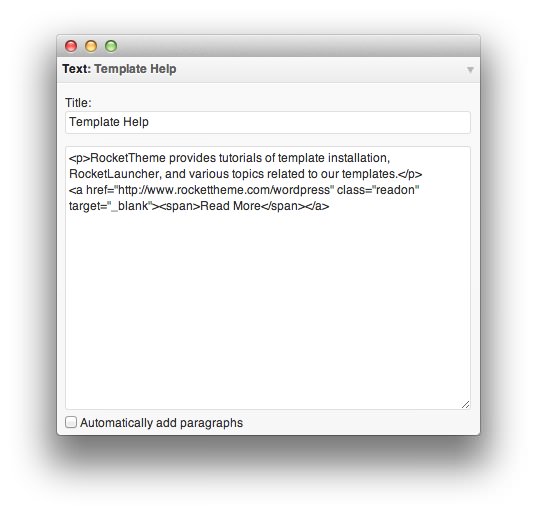 Text: Template Help
Title:
Template Help
<p>RocketTheme provides tutorials of template installation,
RocketLauncher, and various topics related to our templates.</p>
<a href="http://www.rockettheme.com/wordpress" class="readon"
target="_blank"><span>Read More</span></a>
Automatically add paragraphs